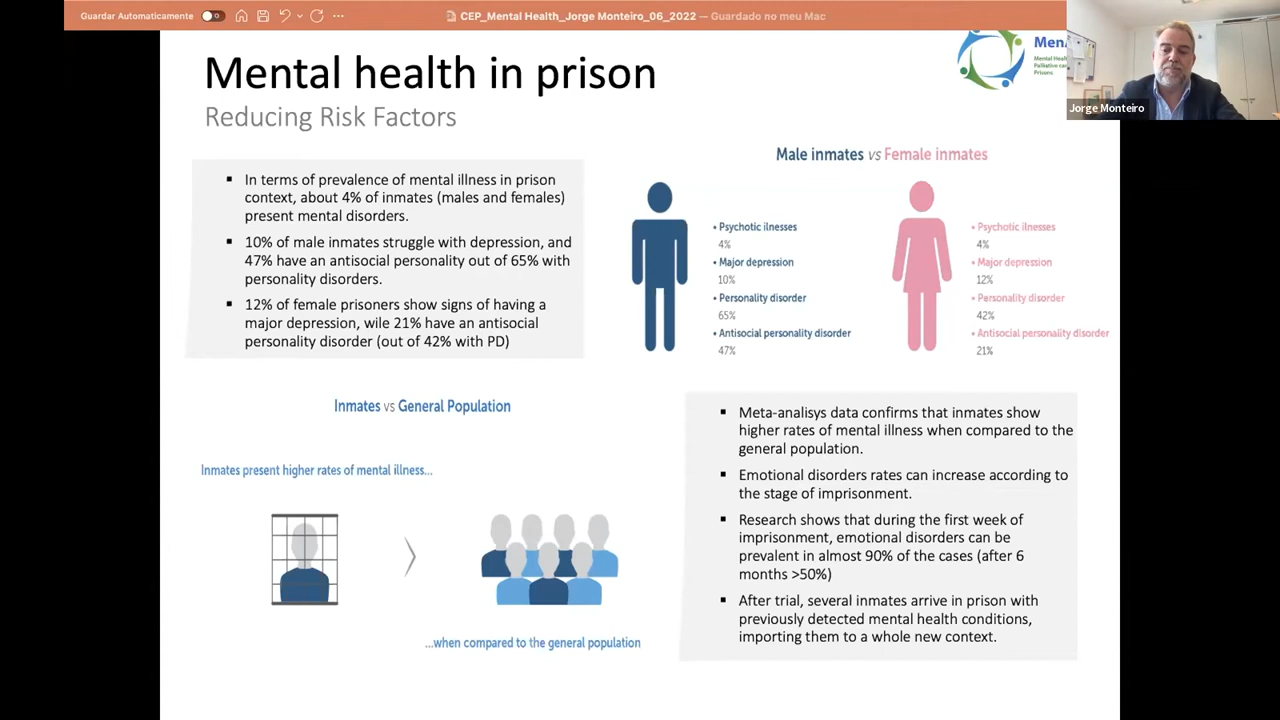 Guardar Automaticamente
CEP_Mental Health_Jorge Monteiro_06_2022 — Guardado no meu Mac
Mental health in prison
Reducing Risk Factors
Palliative
Prisons
Jorge Monteiro
▪ In terms of prevalence of mental illness in prison
context, about 4% of inmates (males and females)
present mental disorders.
▪ 10% of male inmates struggle with depression, and
47% have an antisocial personality out of 65% with
personality disorders.
▪ 12% of female prisoners show signs of having a
major depression, wile 21% have an antisocial
personality disorder (out of 42% with PD)
Male inmates vs Female inmates
• Psychotic ilnesses
4%
• Major depression
10%
• Personality disorder
65%
• Antisocial personality disorder
47%
• Psychotic ilnesses
4%
• Major depression
12%
• Personality disorder
42%
• Antisocial personality disorder
21%
Inmates vs General Population
Inmates present higher rates of mental illness...
...when compared to the general population
▪ Meta-analisys data confirms that inmates show
higher rates of mental illness when compared to the
general population.
▪ Emotional disorders rates can increase according to
the stage of imprisonment.
▪ Research shows that during the first week of
imprisonment, emotional disorders can be
prevalent in almost 90% of the cases (after 6
months >50%)
▪ After trial, several inmates arrive in prison with
previously detected mental health conditions,
importing them to a whole new context.